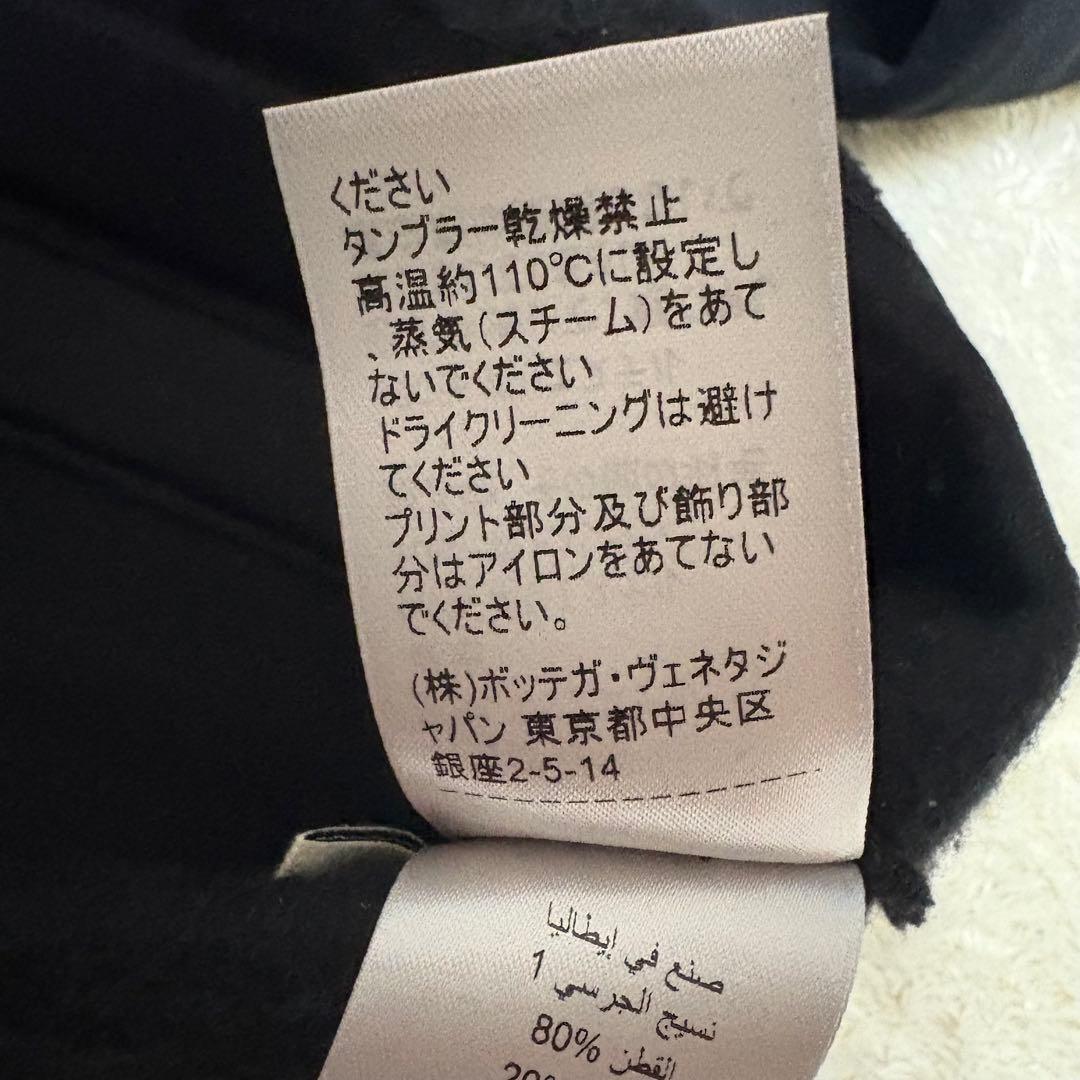 ください
タンブラー乾燥禁止
高温約110℃に設定し
、蒸気(スチーム)をあて
ないでください
ドライクリーニングは避け
てください
プリント部分及び飾り部
分はアイロンをあてない
でください。
(株)ボッテガ・ヴェネタジ
ャパン 東京都中央区
銀座2-5-14
صنع في إيطاليا
نسيج الجرسي 1
80% القطن
20%